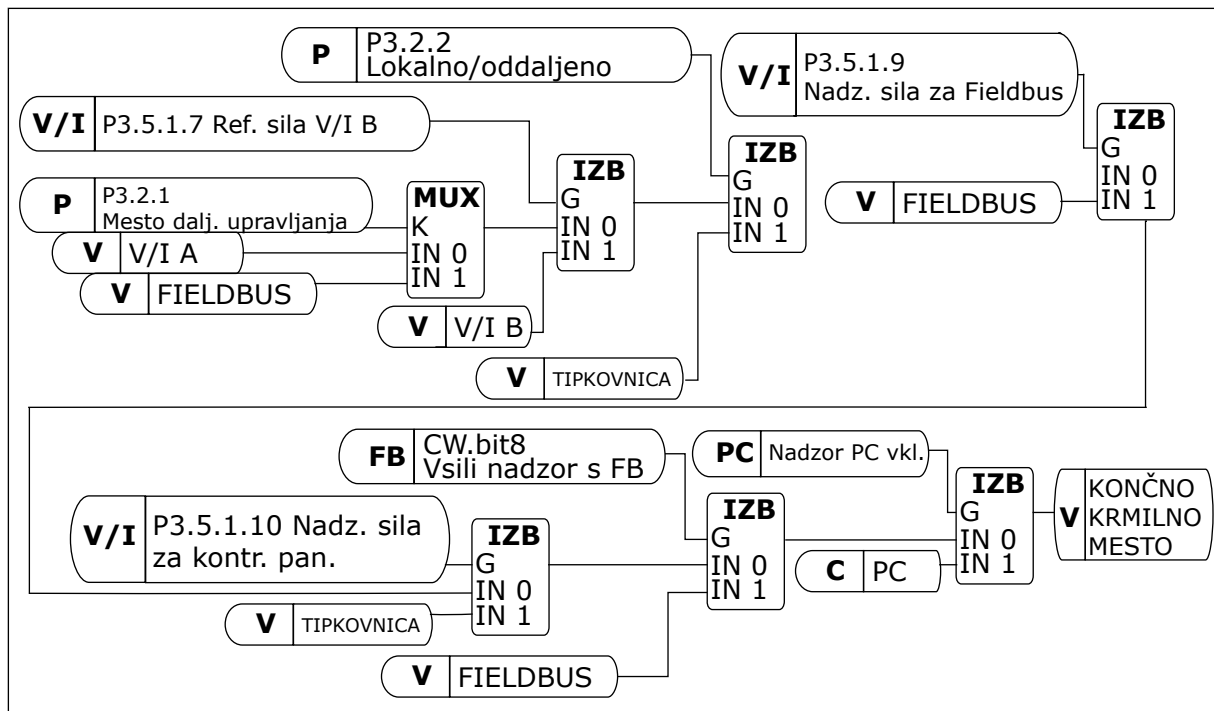 P
P3.2.2
Lokalno/oddaljeno
V/I
P3.5.1.9
Nadz. sila za Fieldbus
V/I
P3.5.1.7 Ref. sila V/I B
IZB
G
IN 0
IN 1
IZB
G
IN 0
IN 1
IZB
G
IN 0
IN 1
P
P3.2.1
Mesto dalj. upravljanja
MUX
K
IN 0
IN 1
V
FIELDBUS
V
V/I A
V
FIELDBUS
V
V/I B
V
TIPKOVNICA
FB
CW.bit8
Vsili nadzor s FB
PC
Nadzor PC vkl.
IZB
G
IN 0
IN 1
V
KONČNO
KRMILNO
MESTO
V/I
P3.5.1.10 Nadz. sila
za kontr. pan.
IZB
G
IN 0
IN 1
IZB
G
IN 0
IN 1
C
PC
V
TIPKOVNICA
V
FIELDBUS